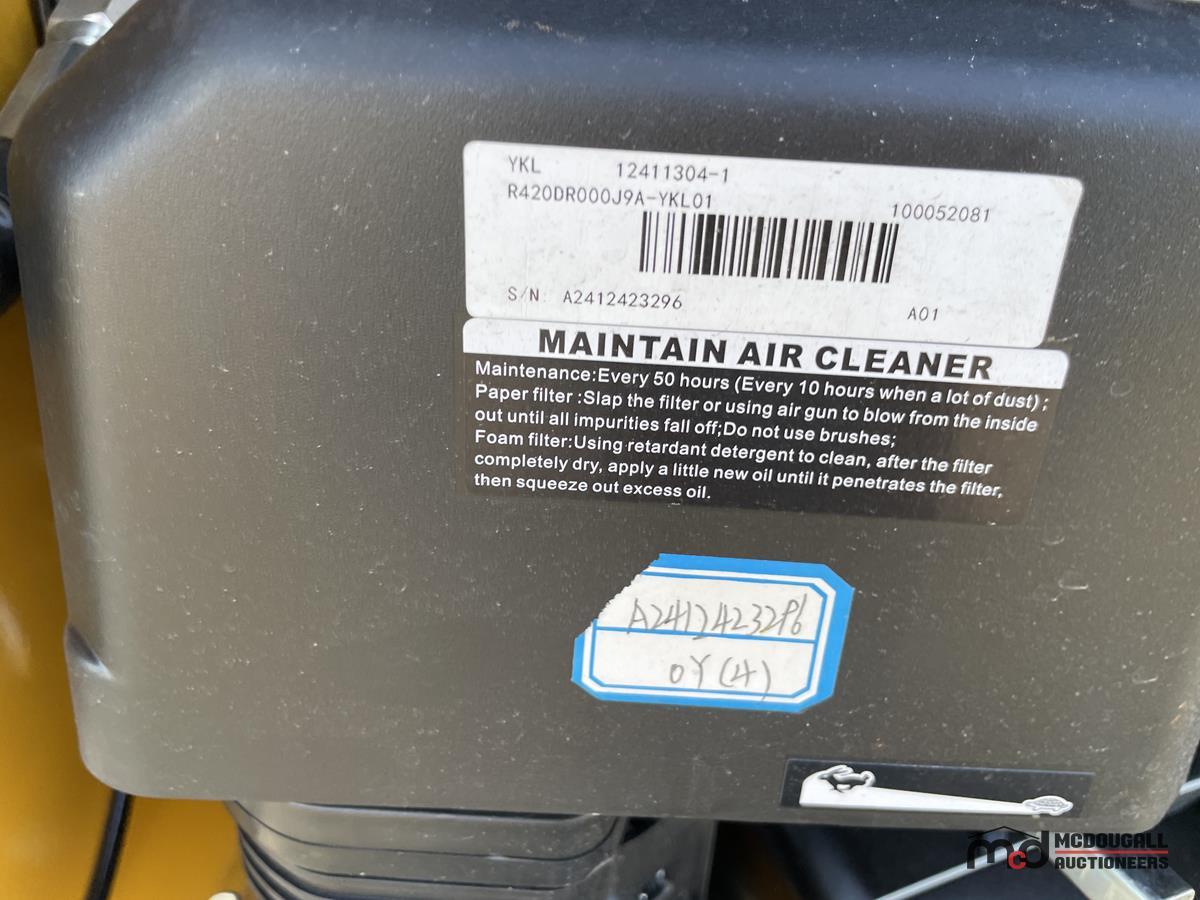 YKL 12411304-1
R420DR000J9A-YKL01 100052081
S/N: A2412423296 A01
MAINTAIN AIR CLEANER
Maintenance:Every 50 hours (Every 10 hours when a lot of dust) ;
Paper filter :Slap the filter or using air gun to blow from the inside
out until all impurities fall off;Do not use brushes;
Foam filter:Using retardant detergent to clean, after the filter
completely dry, apply a little new oil until it penetrates the filter,
then squeeze out excess oil.
A2412423296
0Y(4)
mcd MCDOUGALL
AUCTIONEERS